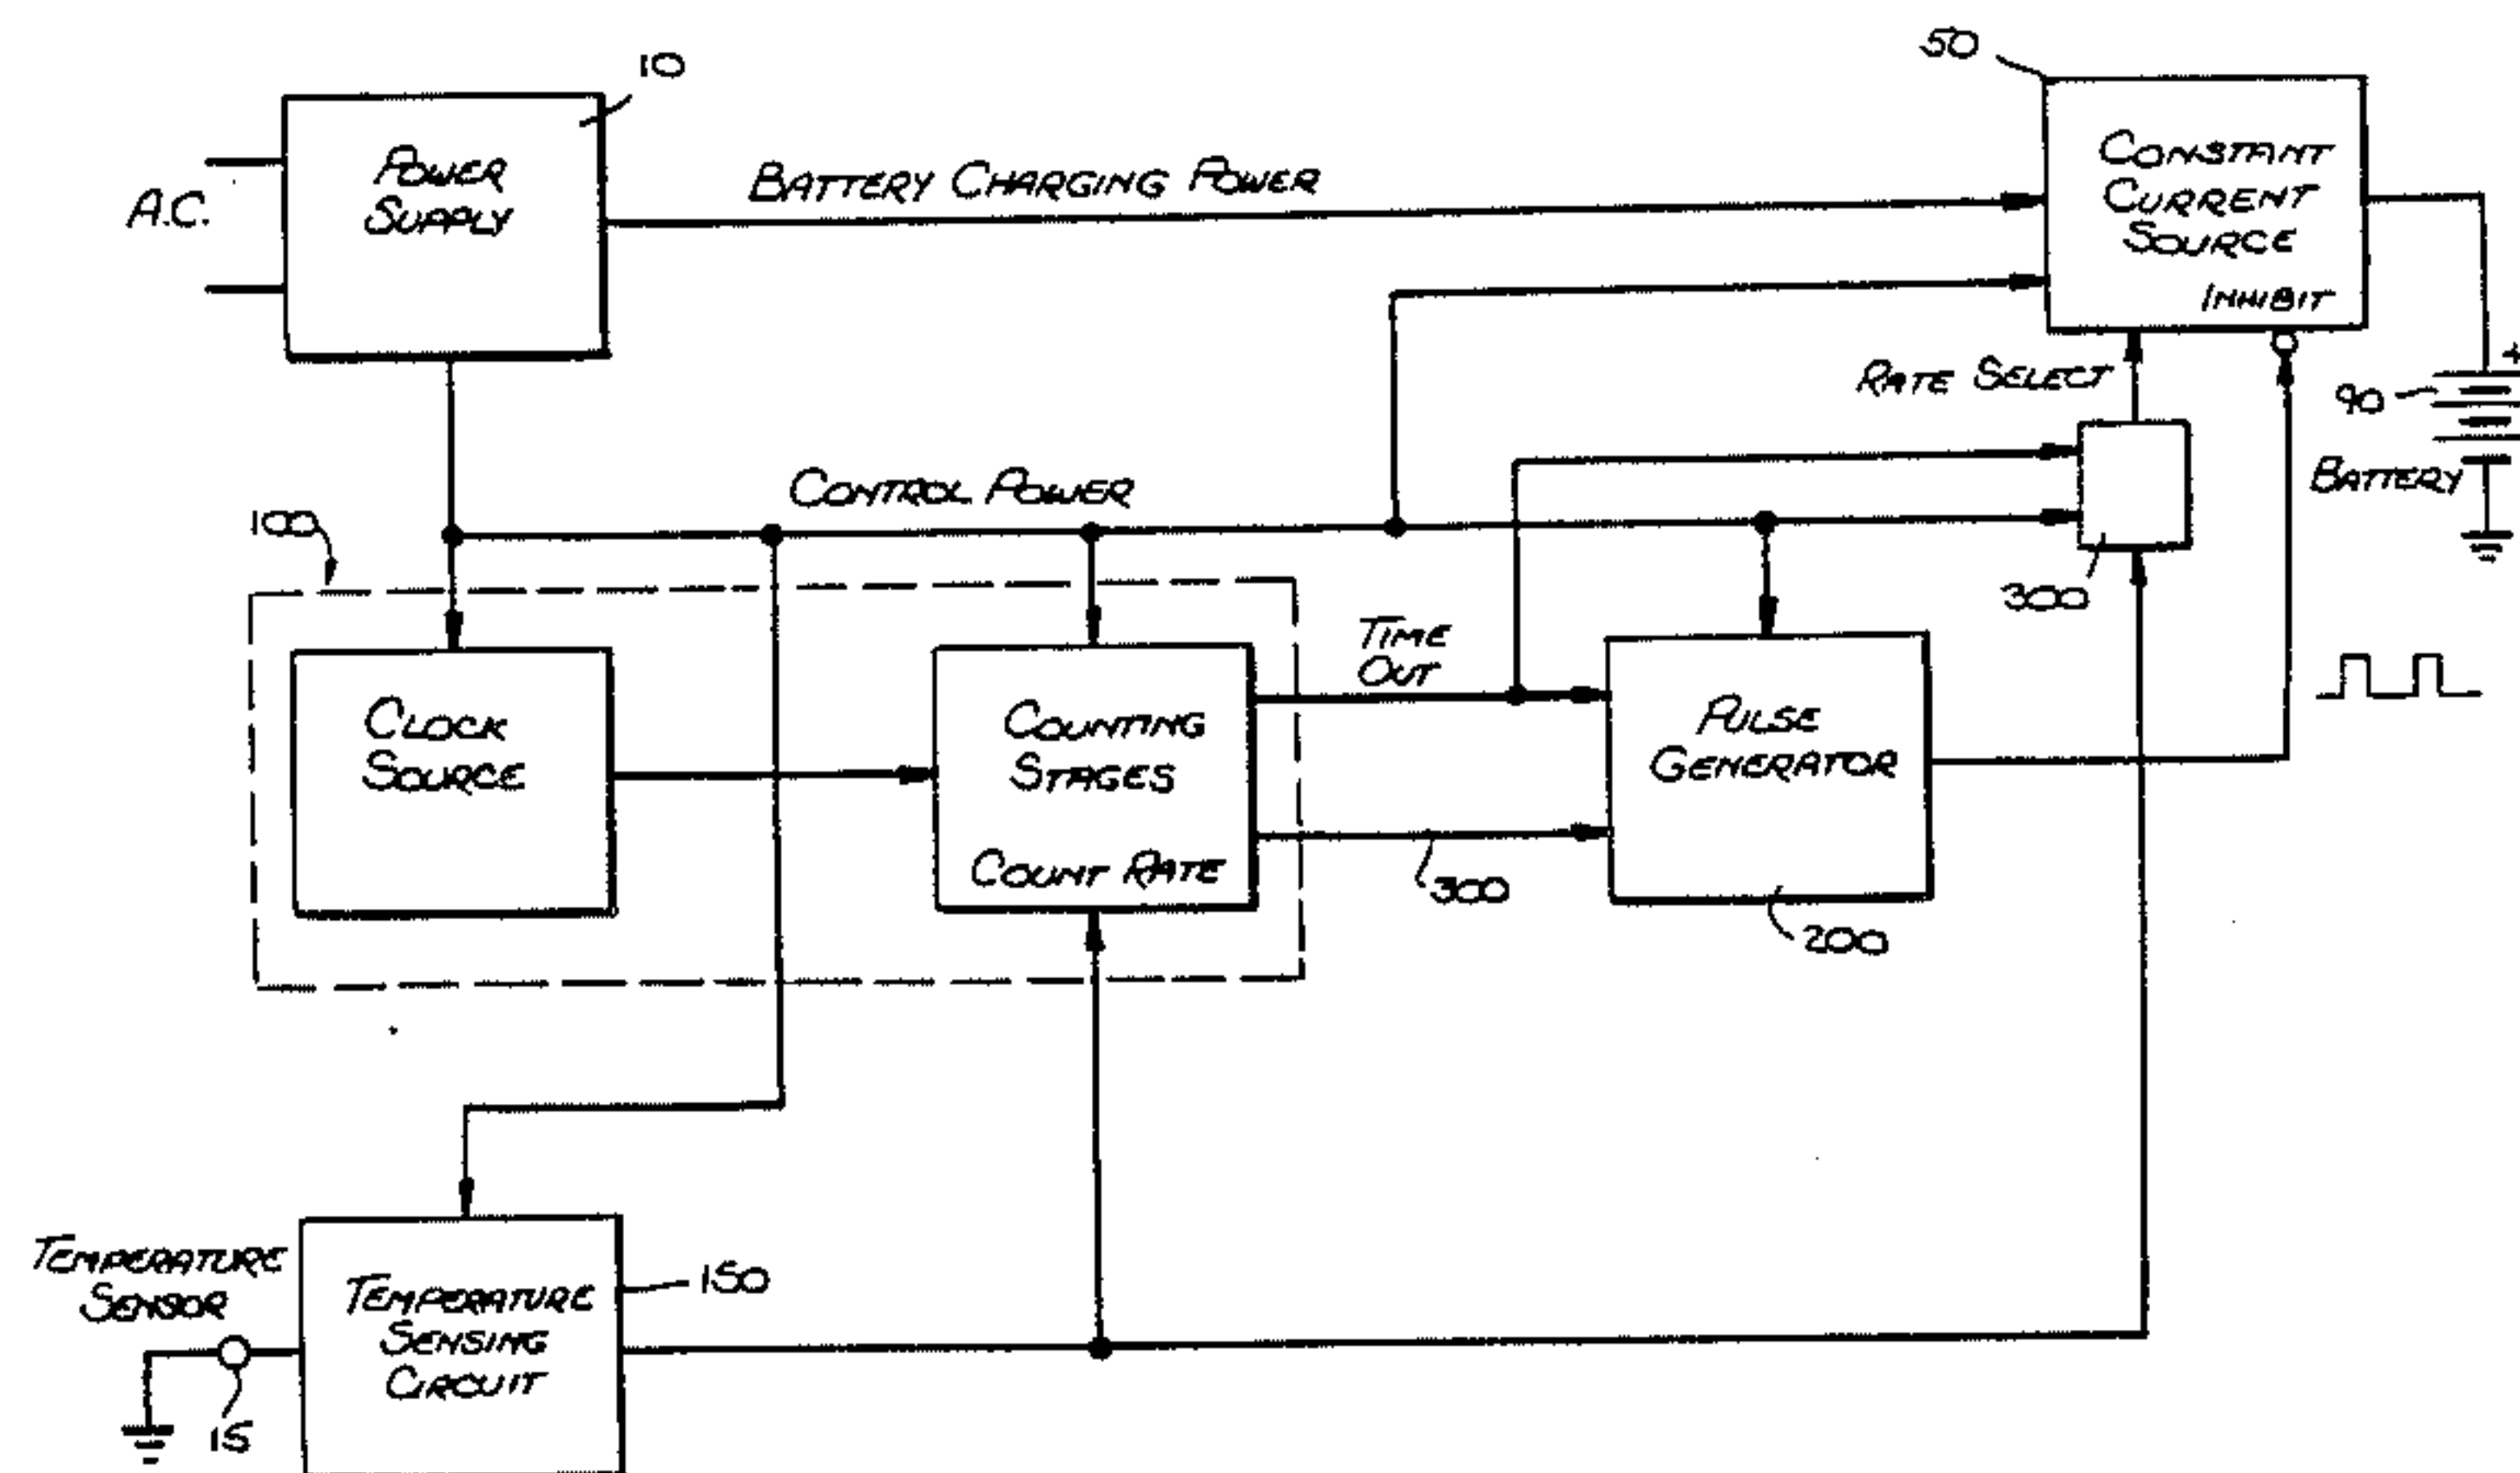 10
50
POWER
SUPPLY
A.C.
BATTERY CHARGING POWER
CONSTANT
CURRENT
SOURCE
INHIBIT
RATE SELECT
+
90
BATTERY
CONTROL POWER
100
300
TIME
OUT
CLOCK
SOURCE
COUNTING
STAGES
COUNT RATE
PULSE
GENERATOR
300
200
TEMPERATURE
SENSOR
TEMPERATURE
SENSING
CIRCUIT
150
15